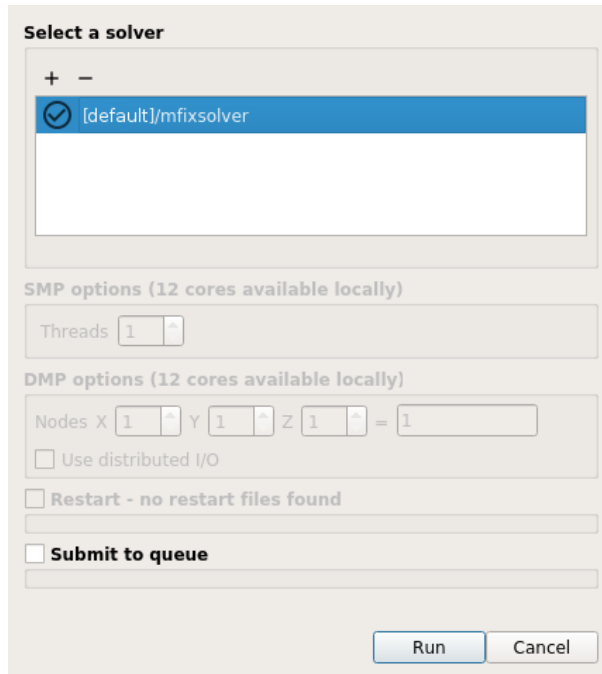 Select a solver
+ −
[default]/mfixsolver
SMP options (12 cores available locally)
Threads 1
DMP options (12 cores available locally)
Nodes X 1 Y 1 Z 1 = 1
Use distributed I/O
Restart - no restart files found
Submit to queue
Run Cancel